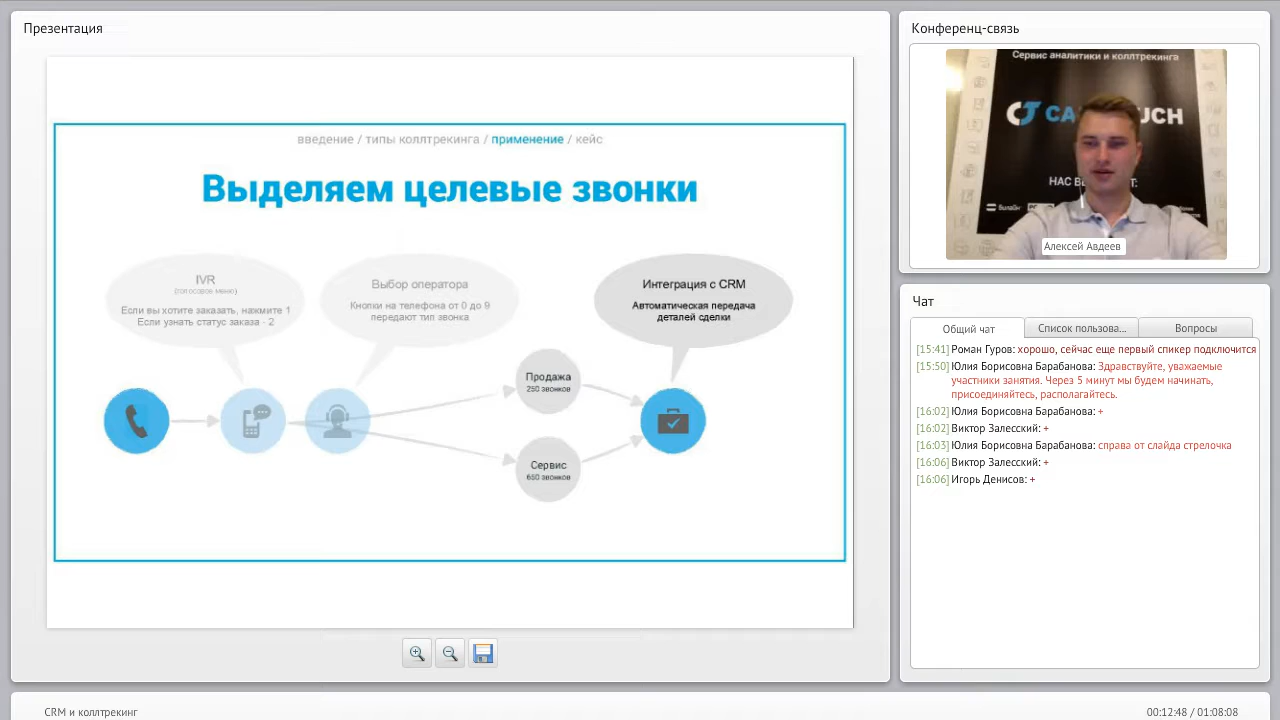 Презентация
введение / типы коллтрекинга / применение / кейс
Выделяем целевые звонки
IVR
(голосовое меню)
Если вы хотите заказать, нажмите 1
Если узнать статус заказа - 2
Выбор оператора
Кнопки на телефона от 0 до 9
передают тип звонка
Интеграция с CRM
Автоматическая передача
деталей сделки
Продажа
250 звонков
Сервис
650 звонков
CRM и коллтрекинг
Конференц-связь
Сервис аналитики и коллтрекинга
НАС
Билайн
Алексей Авдеев
Чат
Общий чат
Список пользова...
Вопросы
[15:41] Роман Гуров: хорошо, сейчас еще первый спикер подключится
[15:50] Юлия Борисовна Барабанова: Здравствуйте, уважаемые
участники занятия. Через 5 минут мы будем начинать,
присоединяйтесь, располагайтесь.
[16:02] Юлия Борисовна Барабанова: +
[16:02] Виктор Залесский: +
[16:03] Юлия Борисовна Барабанова: справа от слайда стрелочка
[16:06] Виктор Залесский: +
[16:06] Игорь Денисов: +
00:12:48 / 01:08:08